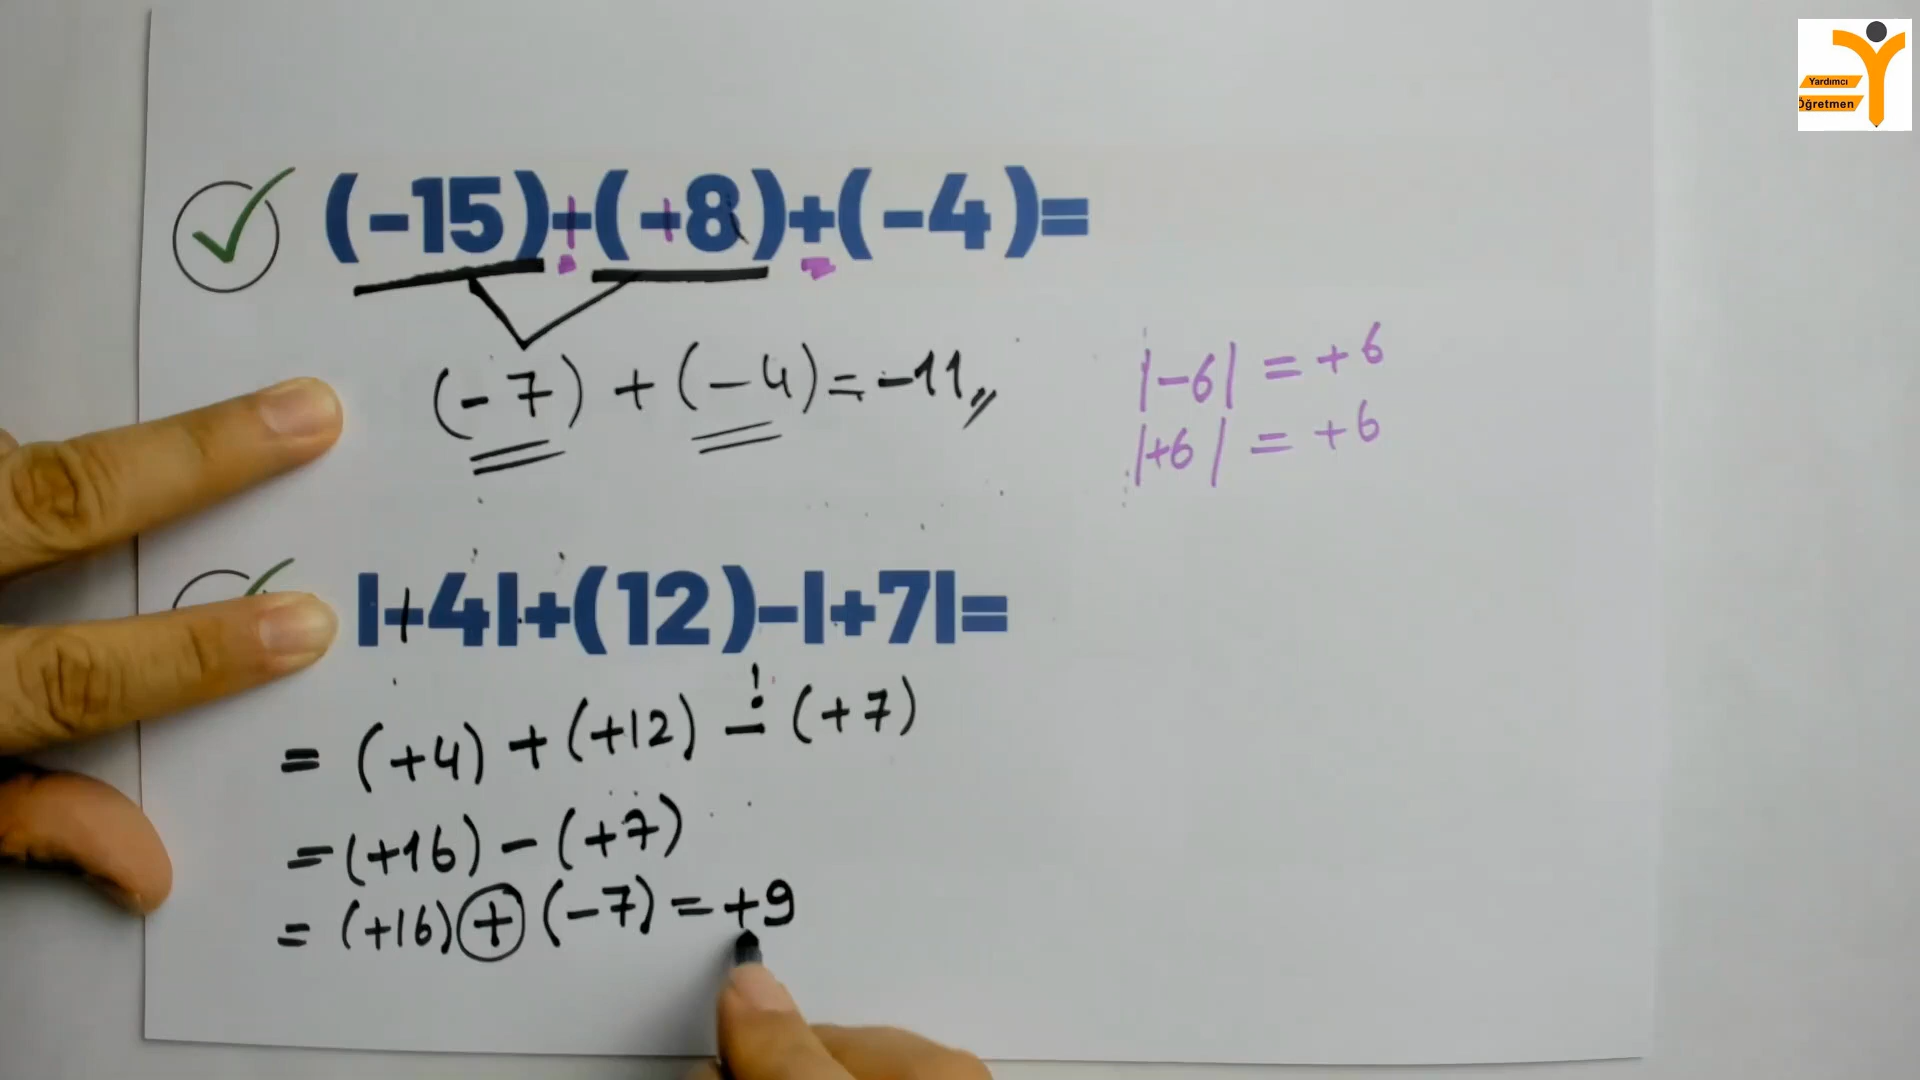 Yardımcı
Öğretmen
(-15)+(+8)+(-4)=
(-7) + (-4) = -11
|-6| = +6
|+6| = +6
|+4|+(12)-|+7|=
= (+4) + (+12) - (+7)
= (+16) - (+7)
= (+16) + (-7) = +9